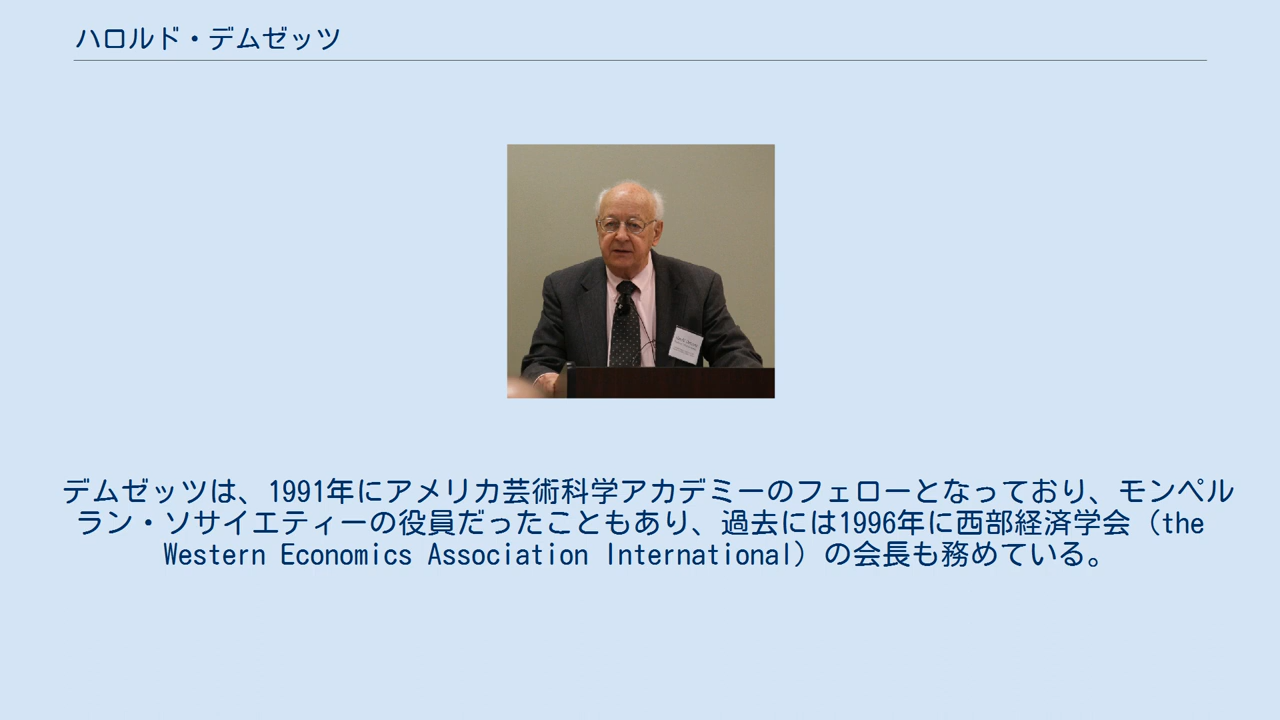 ハロルド・デムゼッツ
デムゼッツは、1991年にアメリカ芸術科学アカデミーのフェローとなっており、モンペル
ラン・ソサイエティーの役員だったこともあり、過去には1996年に西部経済学会（the
Western Economics Association International）の会長も務めている。